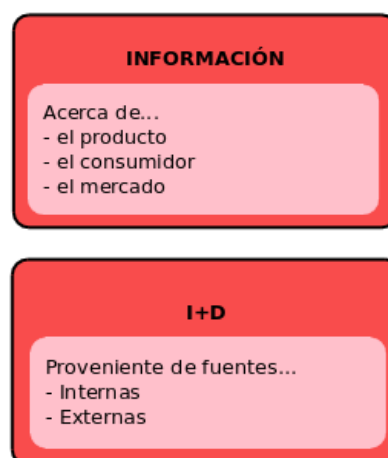 INFORMACIÓN
Acerca de...
- el producto
- el consumidor
- el mercado
I+D
Proveniente de fuentes...
- Internas
- Externas